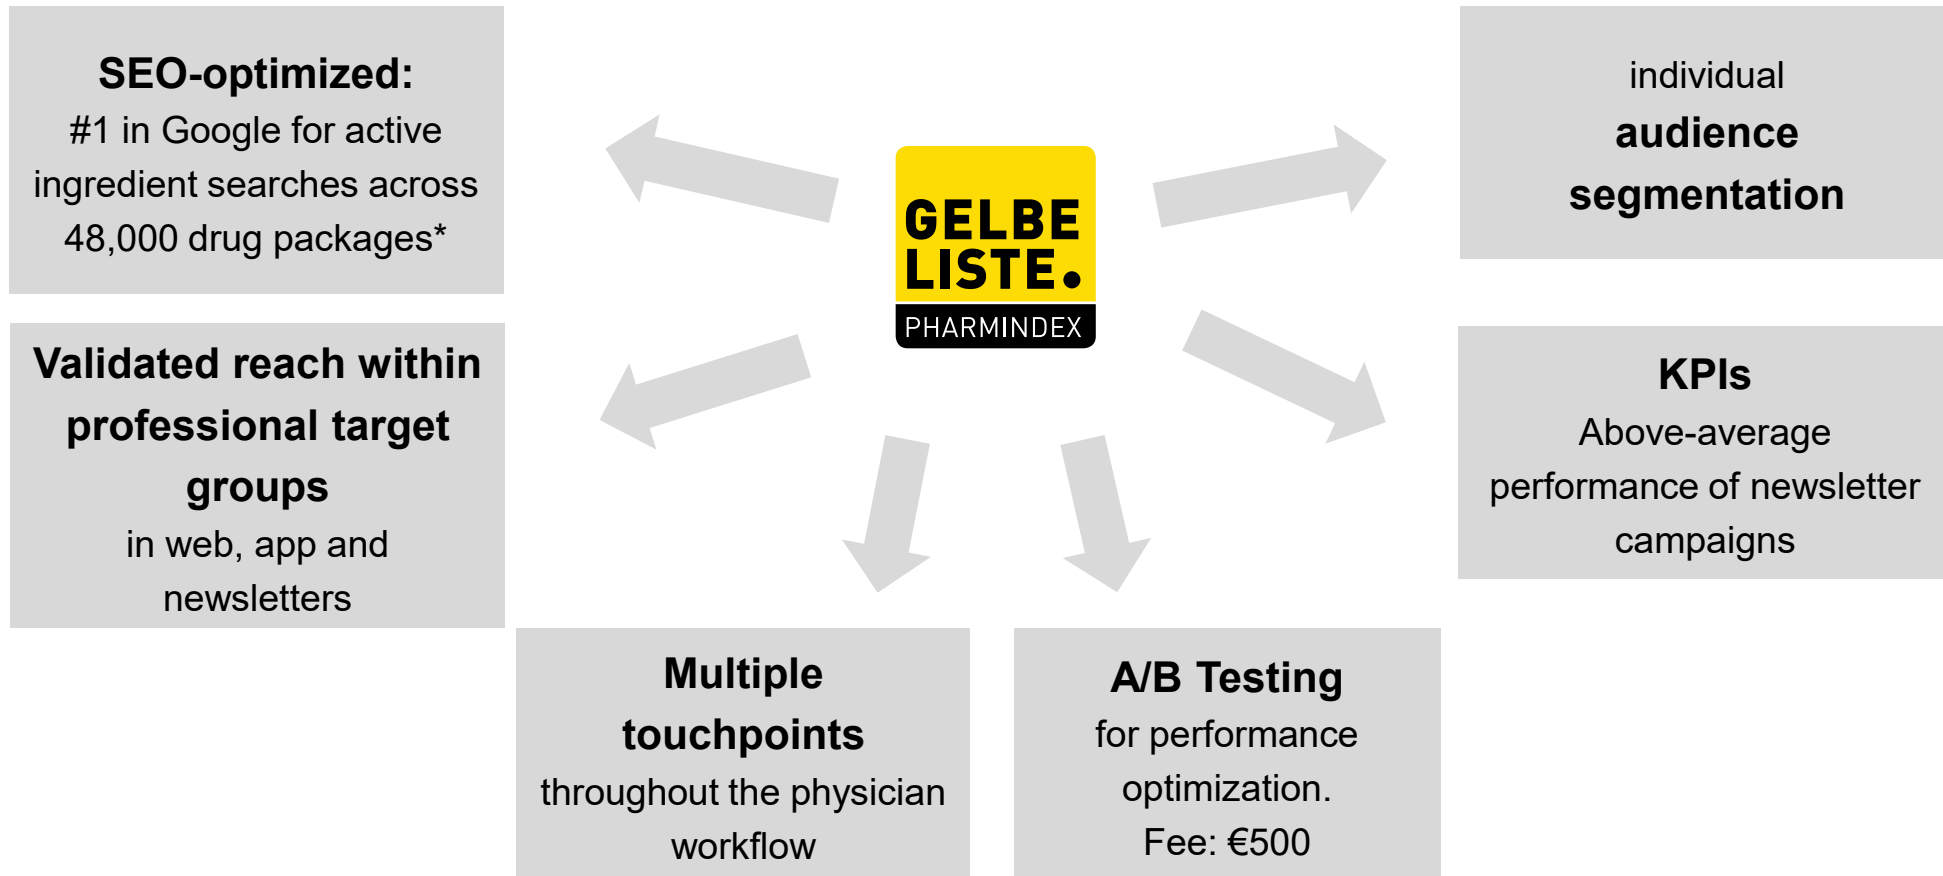 SEO-optimized:
#1 in Google for active
ingredient searches across
48,000 drug packages*
Validated reach within
professional target
groups
in web, app and
newsletters
Multiple
touchpoints
throughout the physician
workflow
GELBE
LISTE.
PHARMINDEX
A/B Testing
for performance
optimization.
Fee: €500
individual
audience
segmentation
KPIs
Above-average
performance of newsletter
campaigns